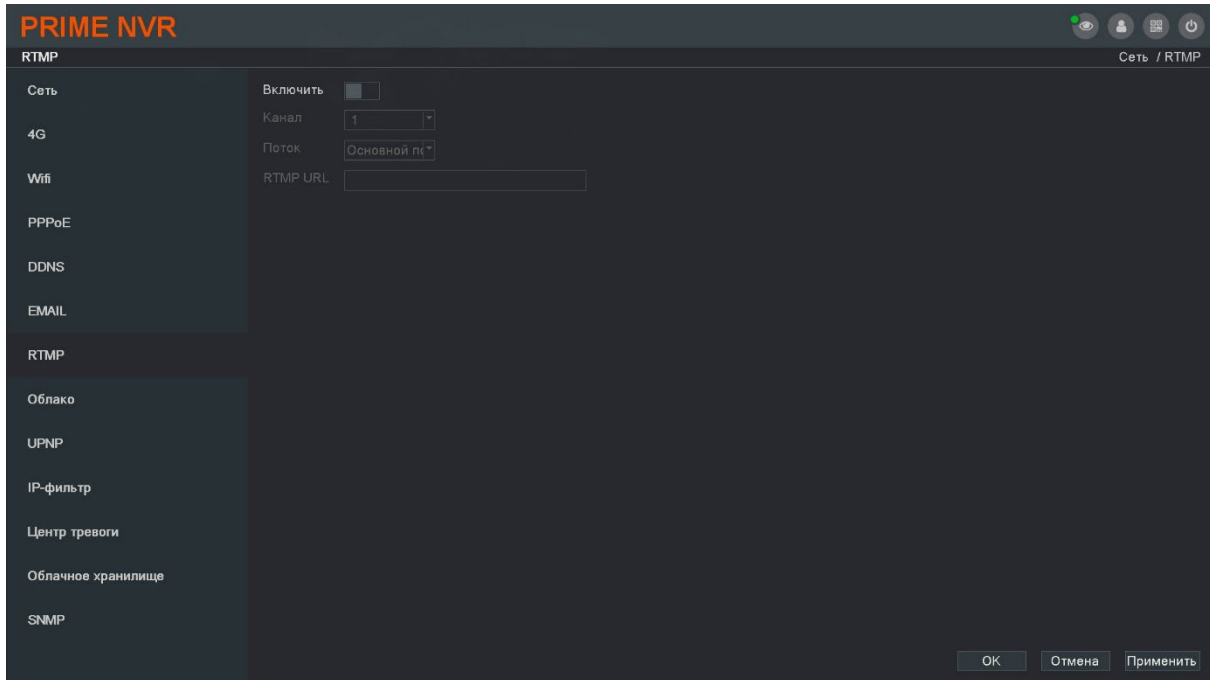 PRIME NVR
RTMP
Сеть / RTMP
Сеть
4G
Wifi
PPPoE
DDNS
EMAIL
RTMP
Облако
UPNP
IP-фильтр
Центр тревоги
Облачное хранилище
SNMP
Включить
Канал 1
Поток Основной по
RTMP URL
OK Отмена Применить